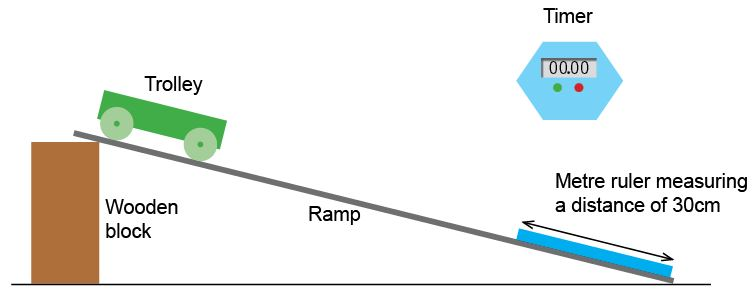 Timer
00.00
Trolley
Metre ruler measuring
a distance of 30cm
Wooden
block
Ramp